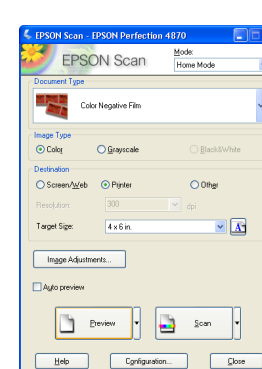 EPSON Scan - EPSON Perfection 4870
EPSON Scan
Mode:
Home Mode
Document Type
Color Negative Film
Image Type
Color Grayscale Black&White
Destination
Screen/Web Printer Other
Resolution: 300 dpi
Target Size: 4 x 6 in. A
Image Adjustments...
Auto preview
Preview Scan
Help Configuration... Close